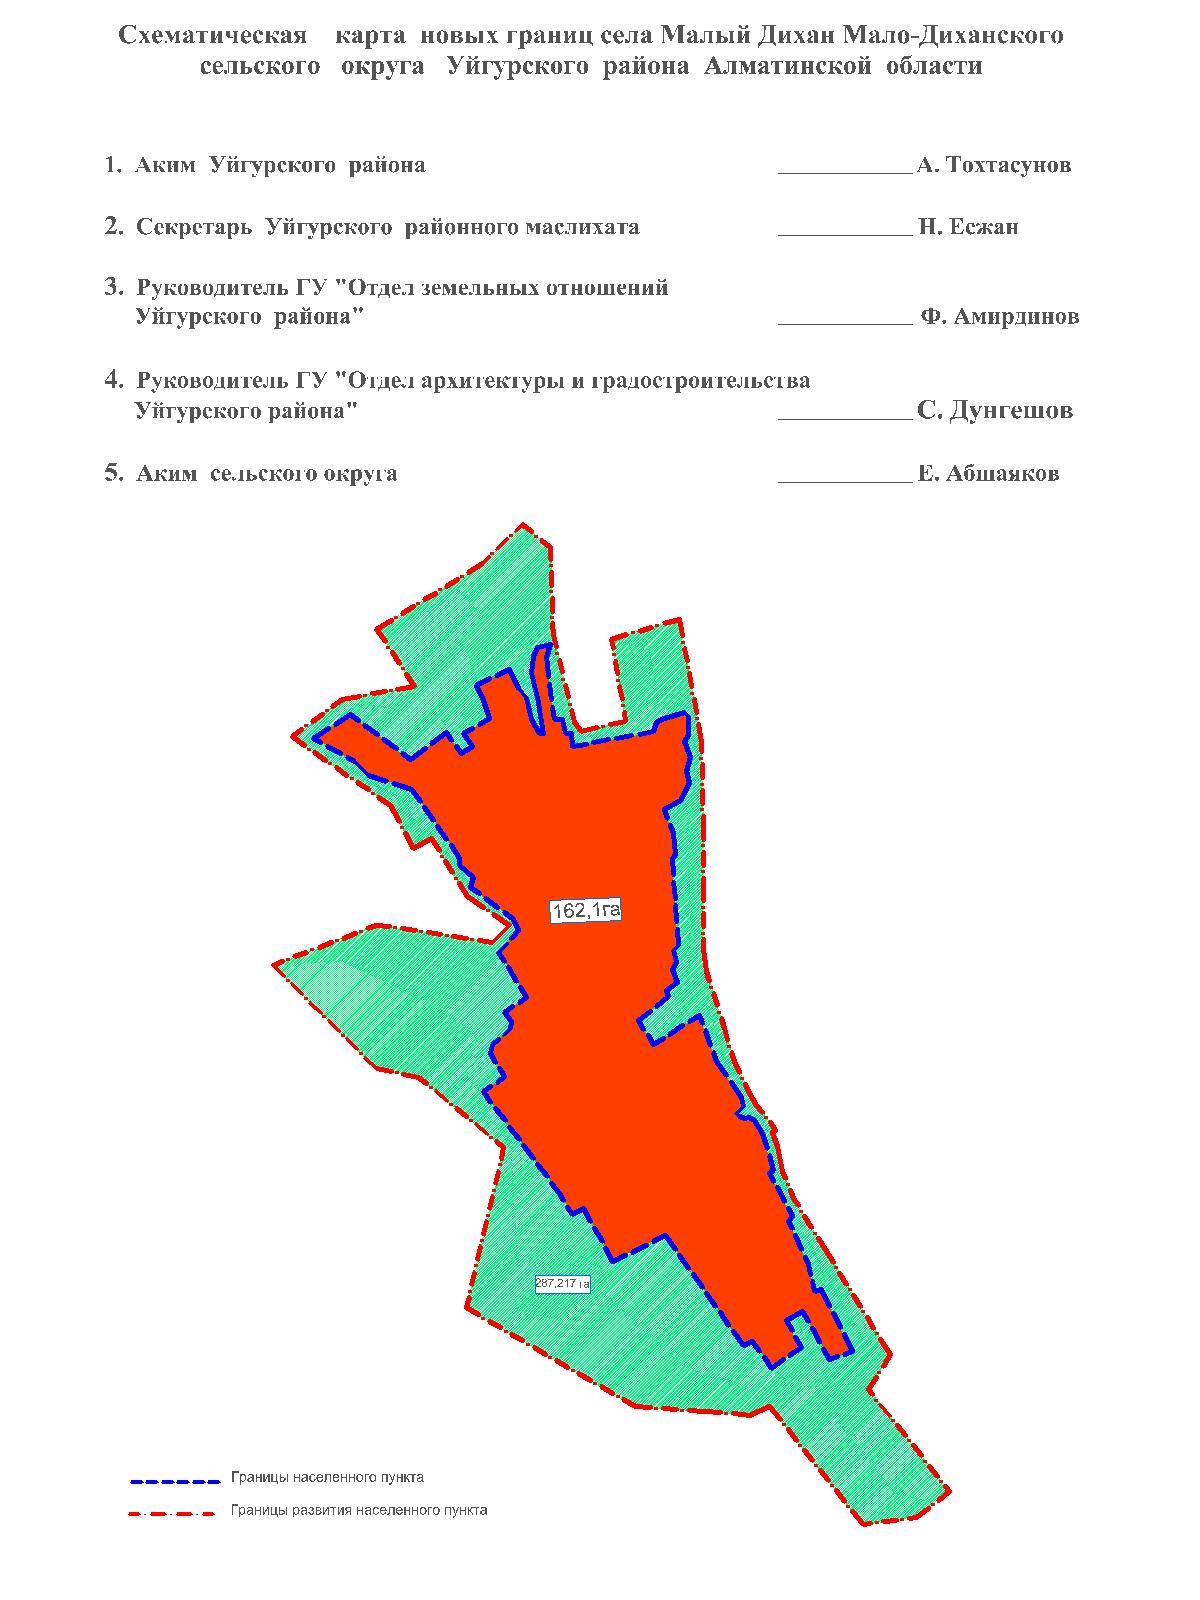 Схематическая карта новых границ села Малый Дихан Мало-Диханского
сельского округа Уйгурского района Алматинской области
1. Аким Уйгурского района ___________ А. Тохтасунов
2. Секретарь Уйгурского районного маслихата ___________ Н. Есжан
3. Руководитель ГУ "Отдел земельных отношений
Уйгурского района" ___________ Ф. Амирдинов
4. Руководитель ГУ "Отдел архитектуры и градостроительства
Уйгурского района" ___________ С. Дунгешов
5. Аким сельского округа ___________ Е. Абшаяков
162,1га
287,217 га
Границы населенного пункта
Границы развития населенного пункта